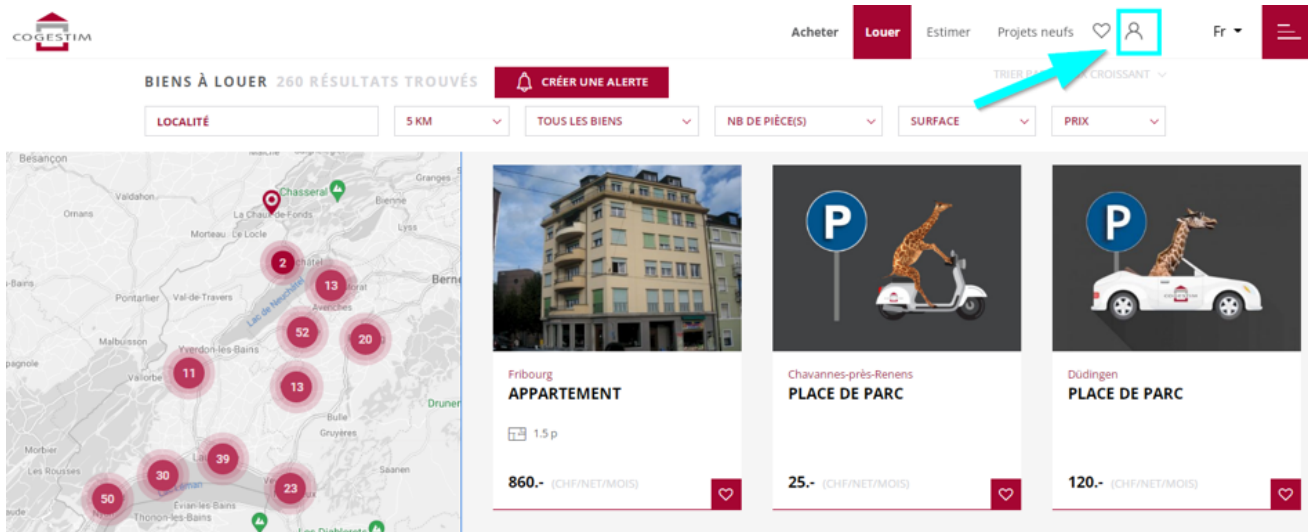 COGESTIM
Acheter Louer Estimer Projets neufs Fr
BIENS À LOUER 260 RÉSULTATS TROUVÉS CRÉER UNE ALERTE TRIER CROISSANT
LOCALITÉ 5 KM TOUS LES BIENS NB DE PIÈCE(S) SURFACE PRIX
Besançon
Granges
Valdahon
Chasseral
Bienne
Ornans
La Chaux-de-Fonds
Morteau Le Locle
Lyss
2
13
Berne
Pontarlier Val-de-Travers
Avenches
Lac de Neuchâtel
52
20
Malbuisson
Yverdon-les-Bains
Vallorbe
11
13
Bulle
Gruyères
Morbier
39
Les Rousses
30
Saanen
50
23
Évian-les-Bains
Thonon-les-Bains
Les Diablerets
P
Fribourg
APPARTEMENT
1.5 p
860.- (CHF/NET/MOIS)
Chavannes-près-Renens
PLACE DE PARC
25.- (CHF/NET/MOIS)
P
COGESTIM
Düdingen
PLACE DE PARC
120.- (CHF/NET/MOIS)